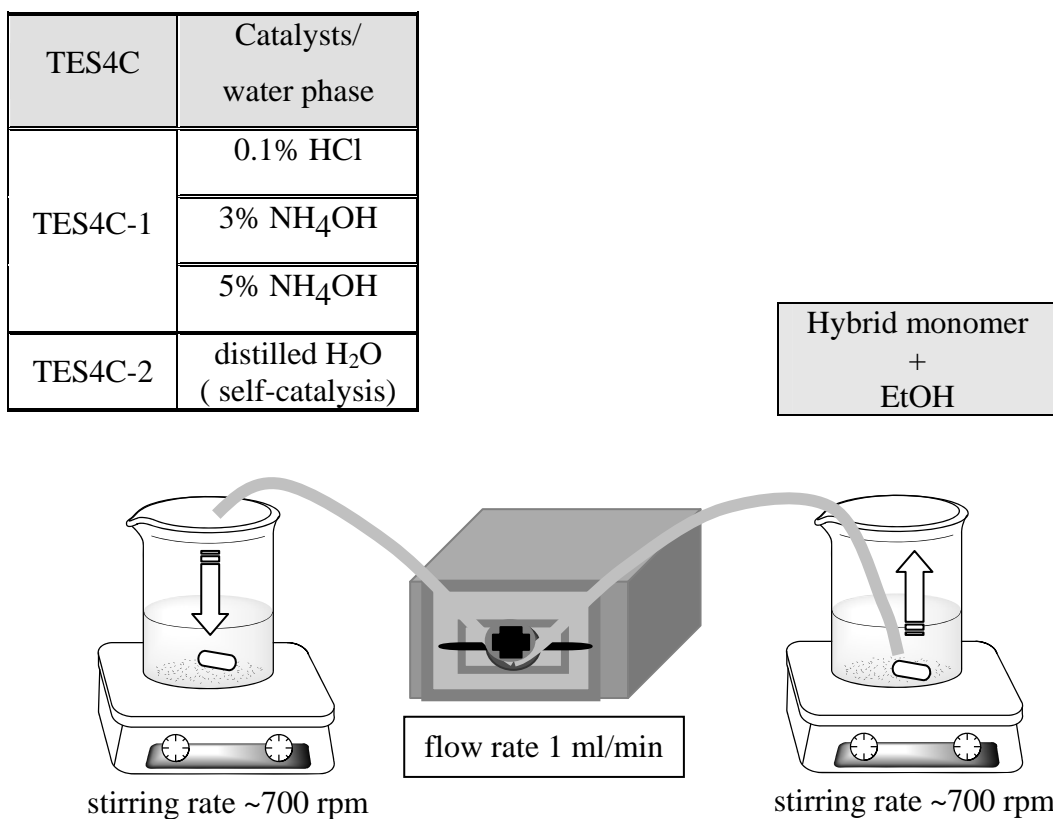 TES4C
Catalysts/
water phase
TES4C-1
0.1% HCl
3% NH4OH
5% NH4OH
TES4C-2
distilled H₂O
( self-catalysis)
Hybrid monomer
+
EtOH
flow rate 1 ml/min
stirring rate ~700 rpm
stirring rate ~700 rpm